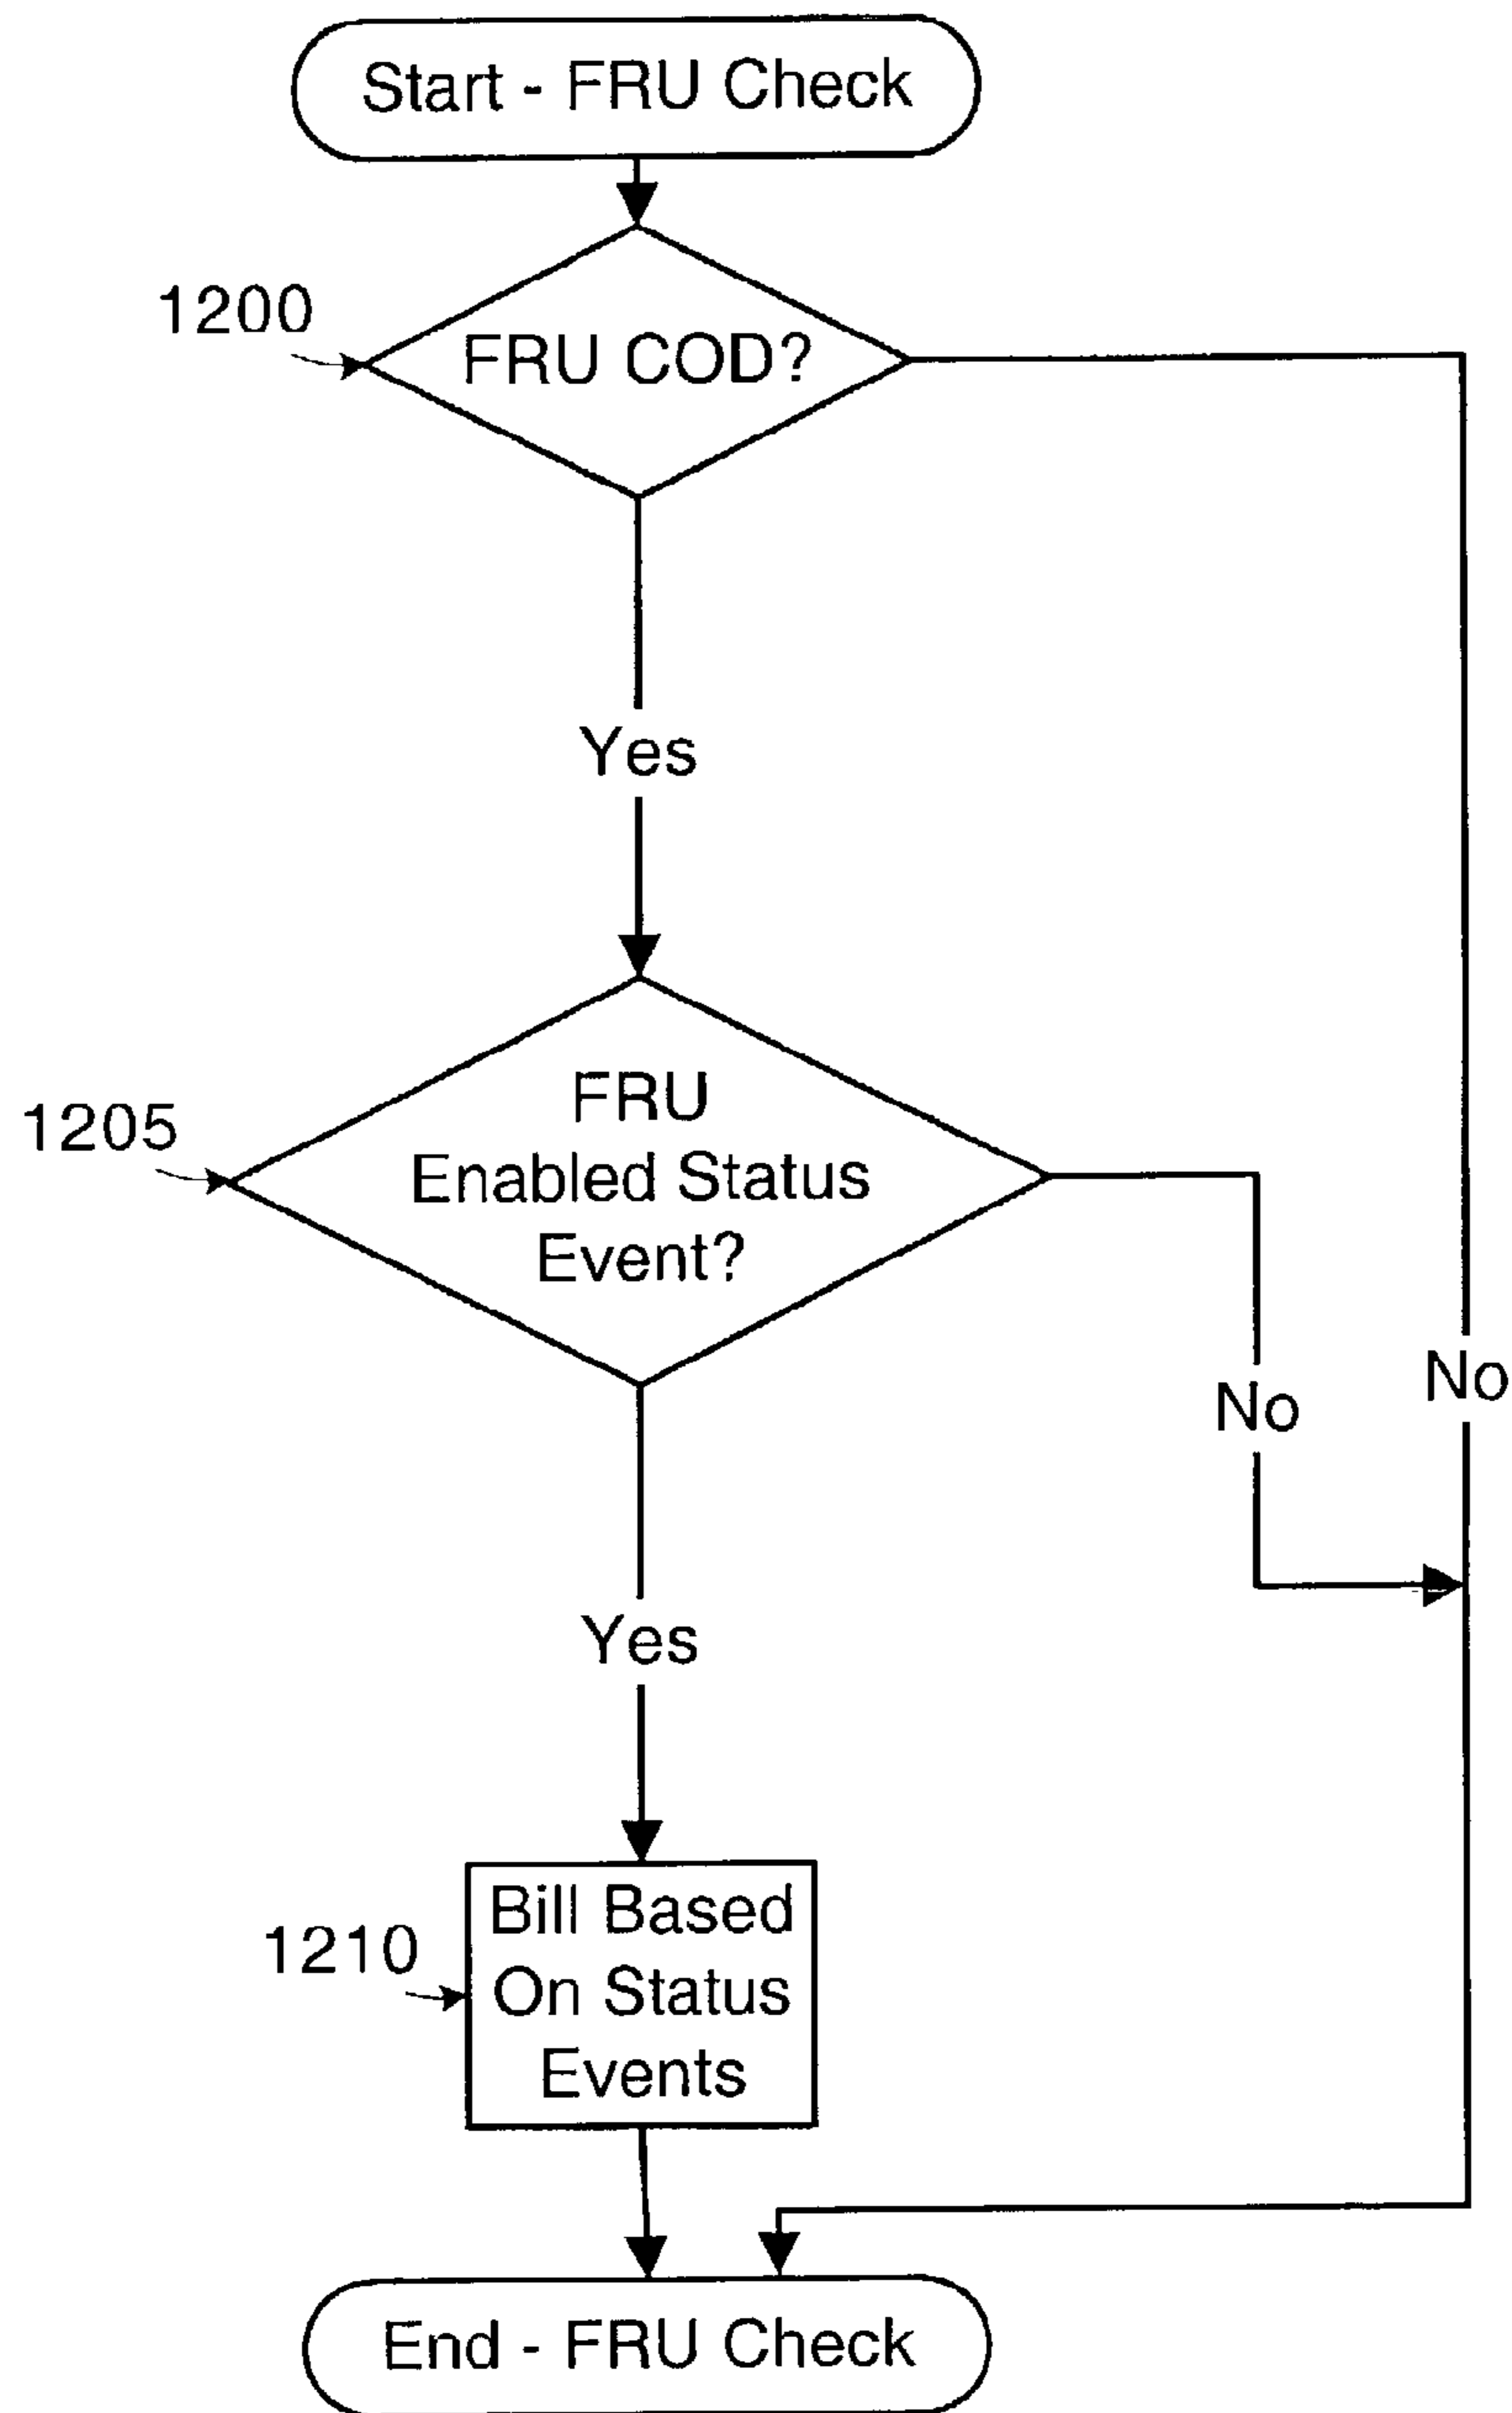 Start - FRU Check
1200
FRU COD?
Yes
1205
FRU
Enabled Status
Event?
No
No
Yes
1210
Bill Based
On Status
Events
End - FRU Check